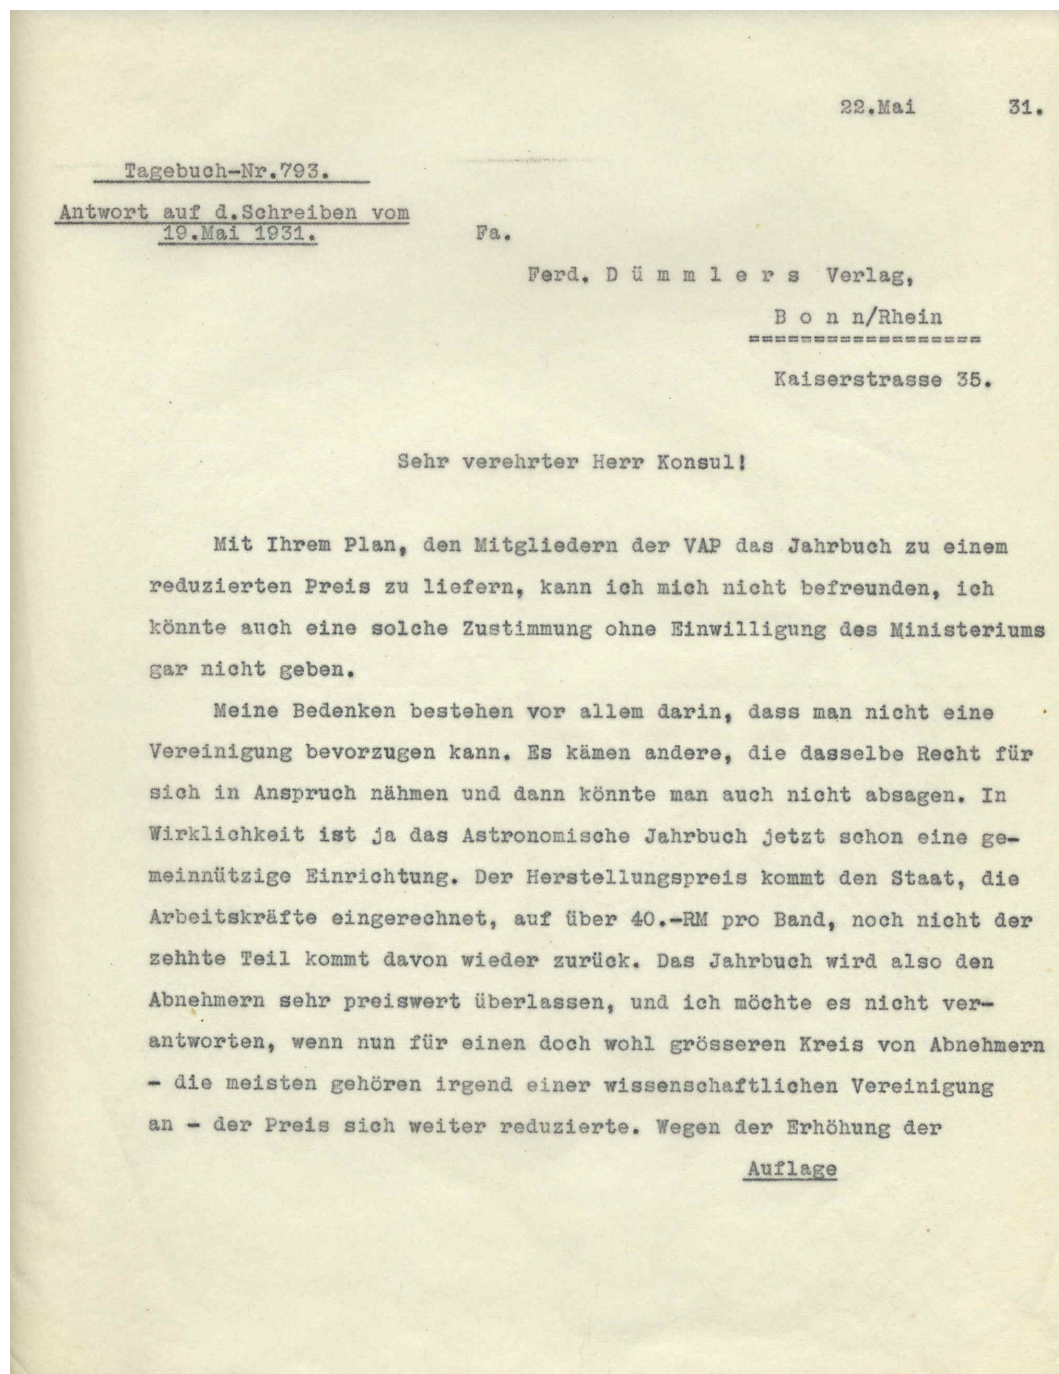 22.Mai 31.
Tagebuch-Nr.793.
Antwort auf d.Schreiben vom
19.Mai 1931.
Fa.
Ferd. D ü m m l e r s Verlag,
B o n n/Rhein
==================
Kaiserstrasse 35.
Sehr verehrter Herr Konsul!
Mit Ihrem Plan, den Mitgliedern der VAP das Jahrbuch zu einem
reduzierten Preis zu liefern, kann ich mich nicht befreunden, ich
könnte auch eine solche Zustimmung ohne Einwilligung des Ministeriums
gar nicht geben.
Meine Bedenken bestehen vor allem darin, dass man nicht eine
Vereinigung bevorzugen kann. Es kämen andere, die dasselbe Recht für
sich in Anspruch nähmen und dann könnte man auch nicht absagen. In
Wirklichkeit ist ja das Astronomische Jahrbuch jetzt schon eine ge-
meinnützige Einrichtung. Der Herstellungspreis kommt den Staat, die
Arbeitskräfte eingerechnet, auf über 40.-RM pro Band, noch nicht der
zehhte Teil kommt davon wieder zurück. Das Jahrbuch wird also den
Abnehmern sehr preiswert überlassen, und ich möchte es nicht ver-
antworten, wenn nun für einen doch wohl grösseren Kreis von Abnehmern
- die meisten gehören irgend einer wissenschaftlichen Vereinigung
an - der Preis sich weiter reduzierte. Wegen der Erhöhung der
Auflage